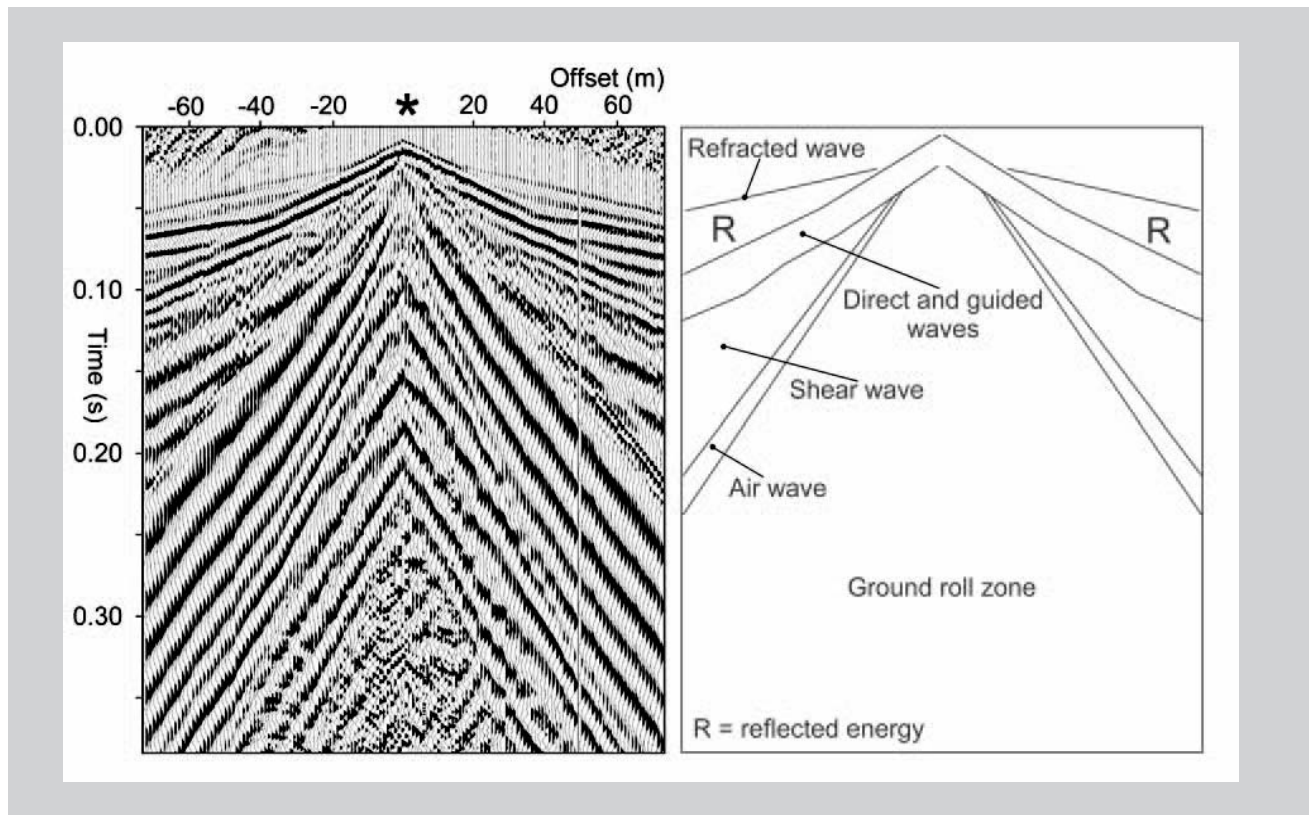 Offset (m)
-60 -40 -20 * 20 40 60
0.00
0.10
0.20
0.30
Time (s)
Refracted wave
R
R
Direct and guided
waves
Shear wave
Air wave
Ground roll zone
R = reflected energy